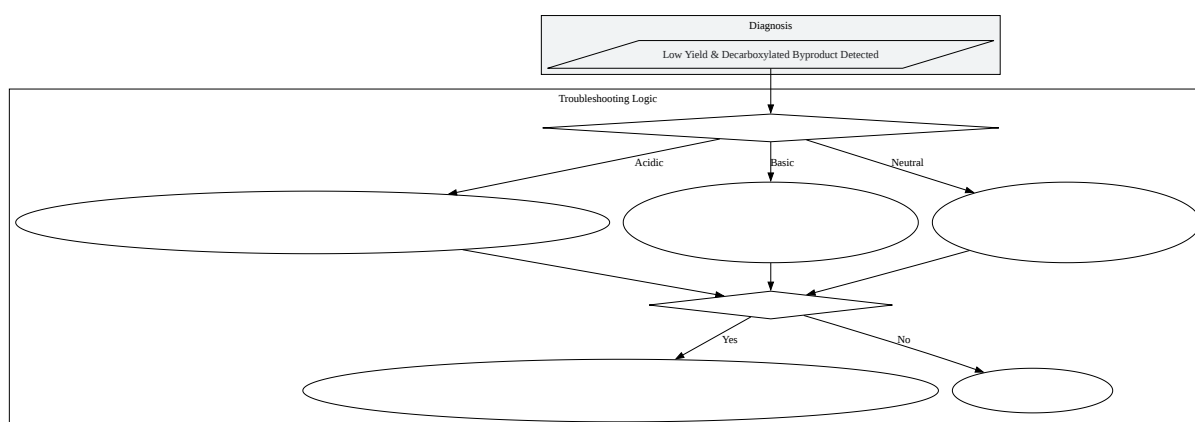 Diagnosis
Low Yield & Decarboxylated Byproduct Detected
Troubleshooting Logic
Acidic
Basic
Neutral
Yes
No